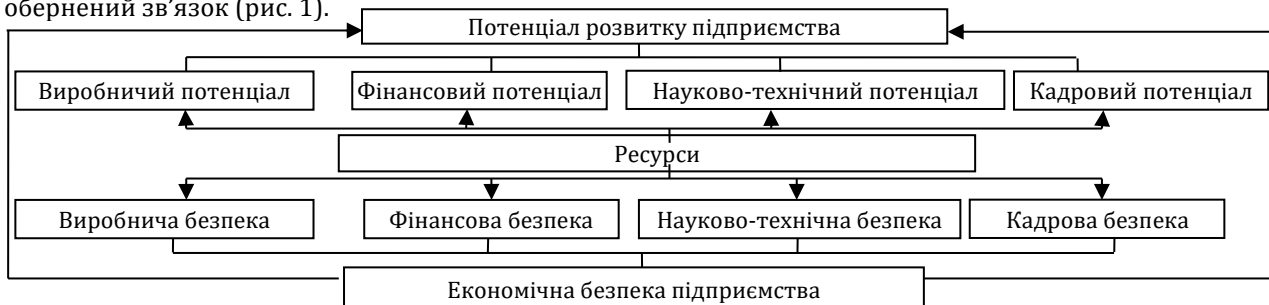 обернений зв’язок (рис. 1).
Потенціал розвитку підприємства
Виробничий потенціал Фінансовий потенціал Науково-технічний потенціал Кадровий потенціал
Ресурси
Виробнича безпека Фінансова безпека Науково-технічна безпека Кадрова безпека
Економічна безпека підприємства